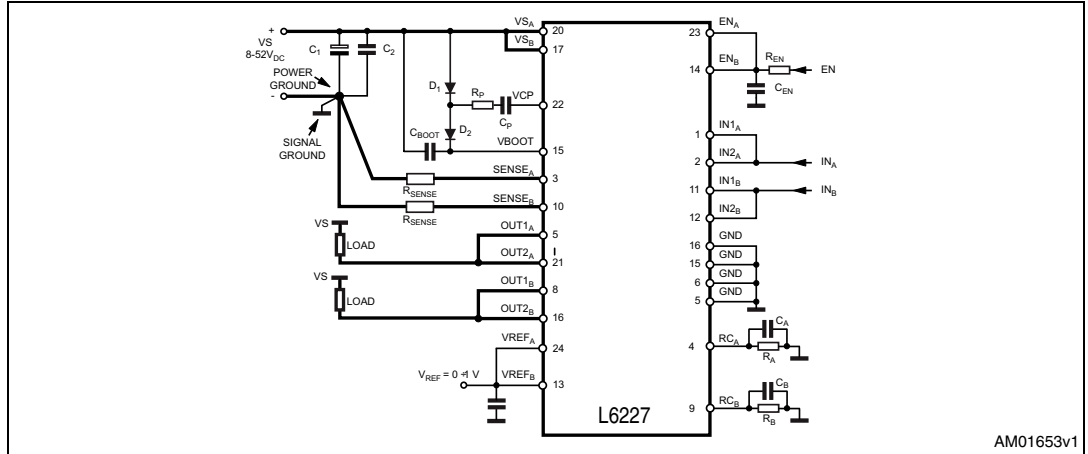 +
VS
8-52VDC
-
C1
C2
POWER
GROUND
SIGNAL
GROUND
D1
D2
RP
CP
CBOOT
VSA
20
VSB
17
VCP
22
VBOOT
15
SENSEA
3
RSENSE
SENSEB
10
RSENSE
VS
LOAD
OUT1A
5
OUT2A
21
VS
LOAD
OUT1B
8
OUT2B
16
VREFA
24
VREF = 0 ÷1 V
VREFB
13
L6227
ENA
23
ENB
14
REN
EN
CEN
IN1A
1
IN2A
2
INA
IN1B
11
IN2B
12
INB
GND
16
GND
15
GND
6
GND
5
RCA
4
CA
RA
RCB
9
CB
RB
AM01653v1